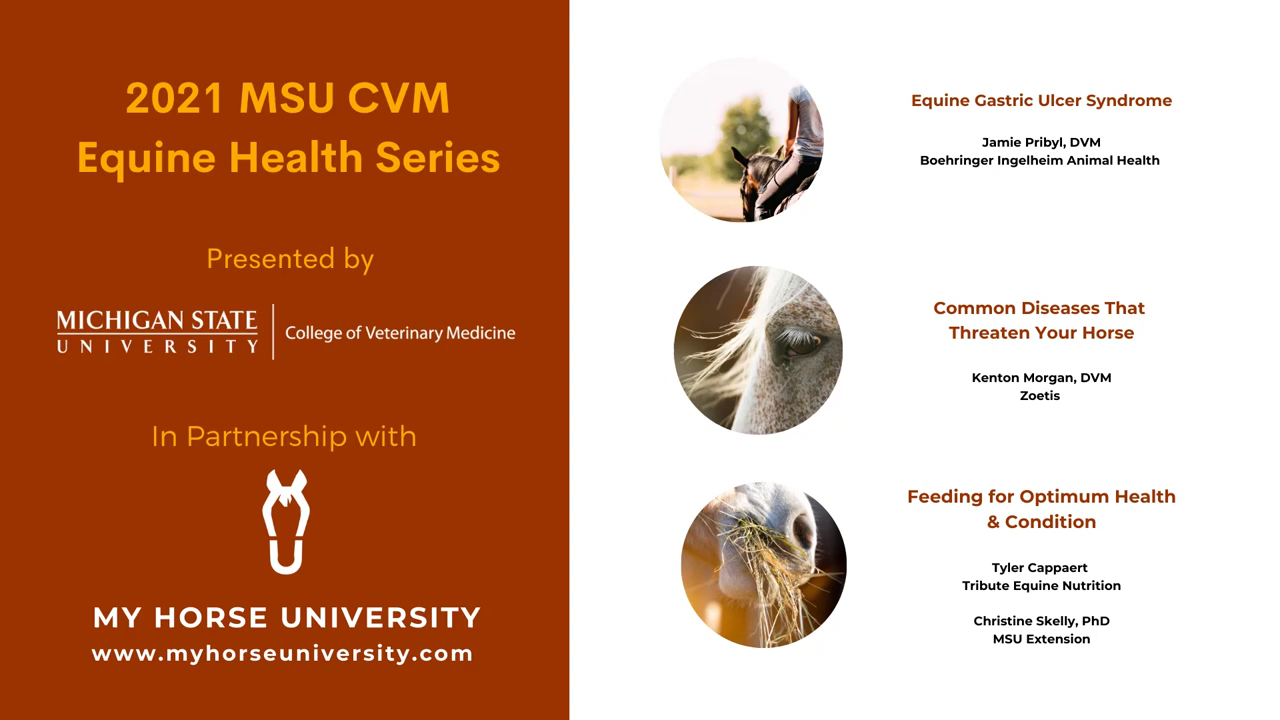 2021 MSU CVM
Equine Health Series
Presented by
MICHIGAN STATE
UNIVERSITY
College of Veterinary Medicine
In Partnership with
MY HORSE UNIVERSITY
www.myhorseuniversity.com
Equine Gastric Ulcer Syndrome
Jamie Pribyl, DVM
Boehringer Ingelheim Animal Health
Common Diseases That
Threaten Your Horse
Kenton Morgan, DVM
Zoetis
Feeding for Optimum Health
& Condition
Tyler Cappaert
Tribute Equine Nutrition
Christine Skelly, PhD
MSU Extension